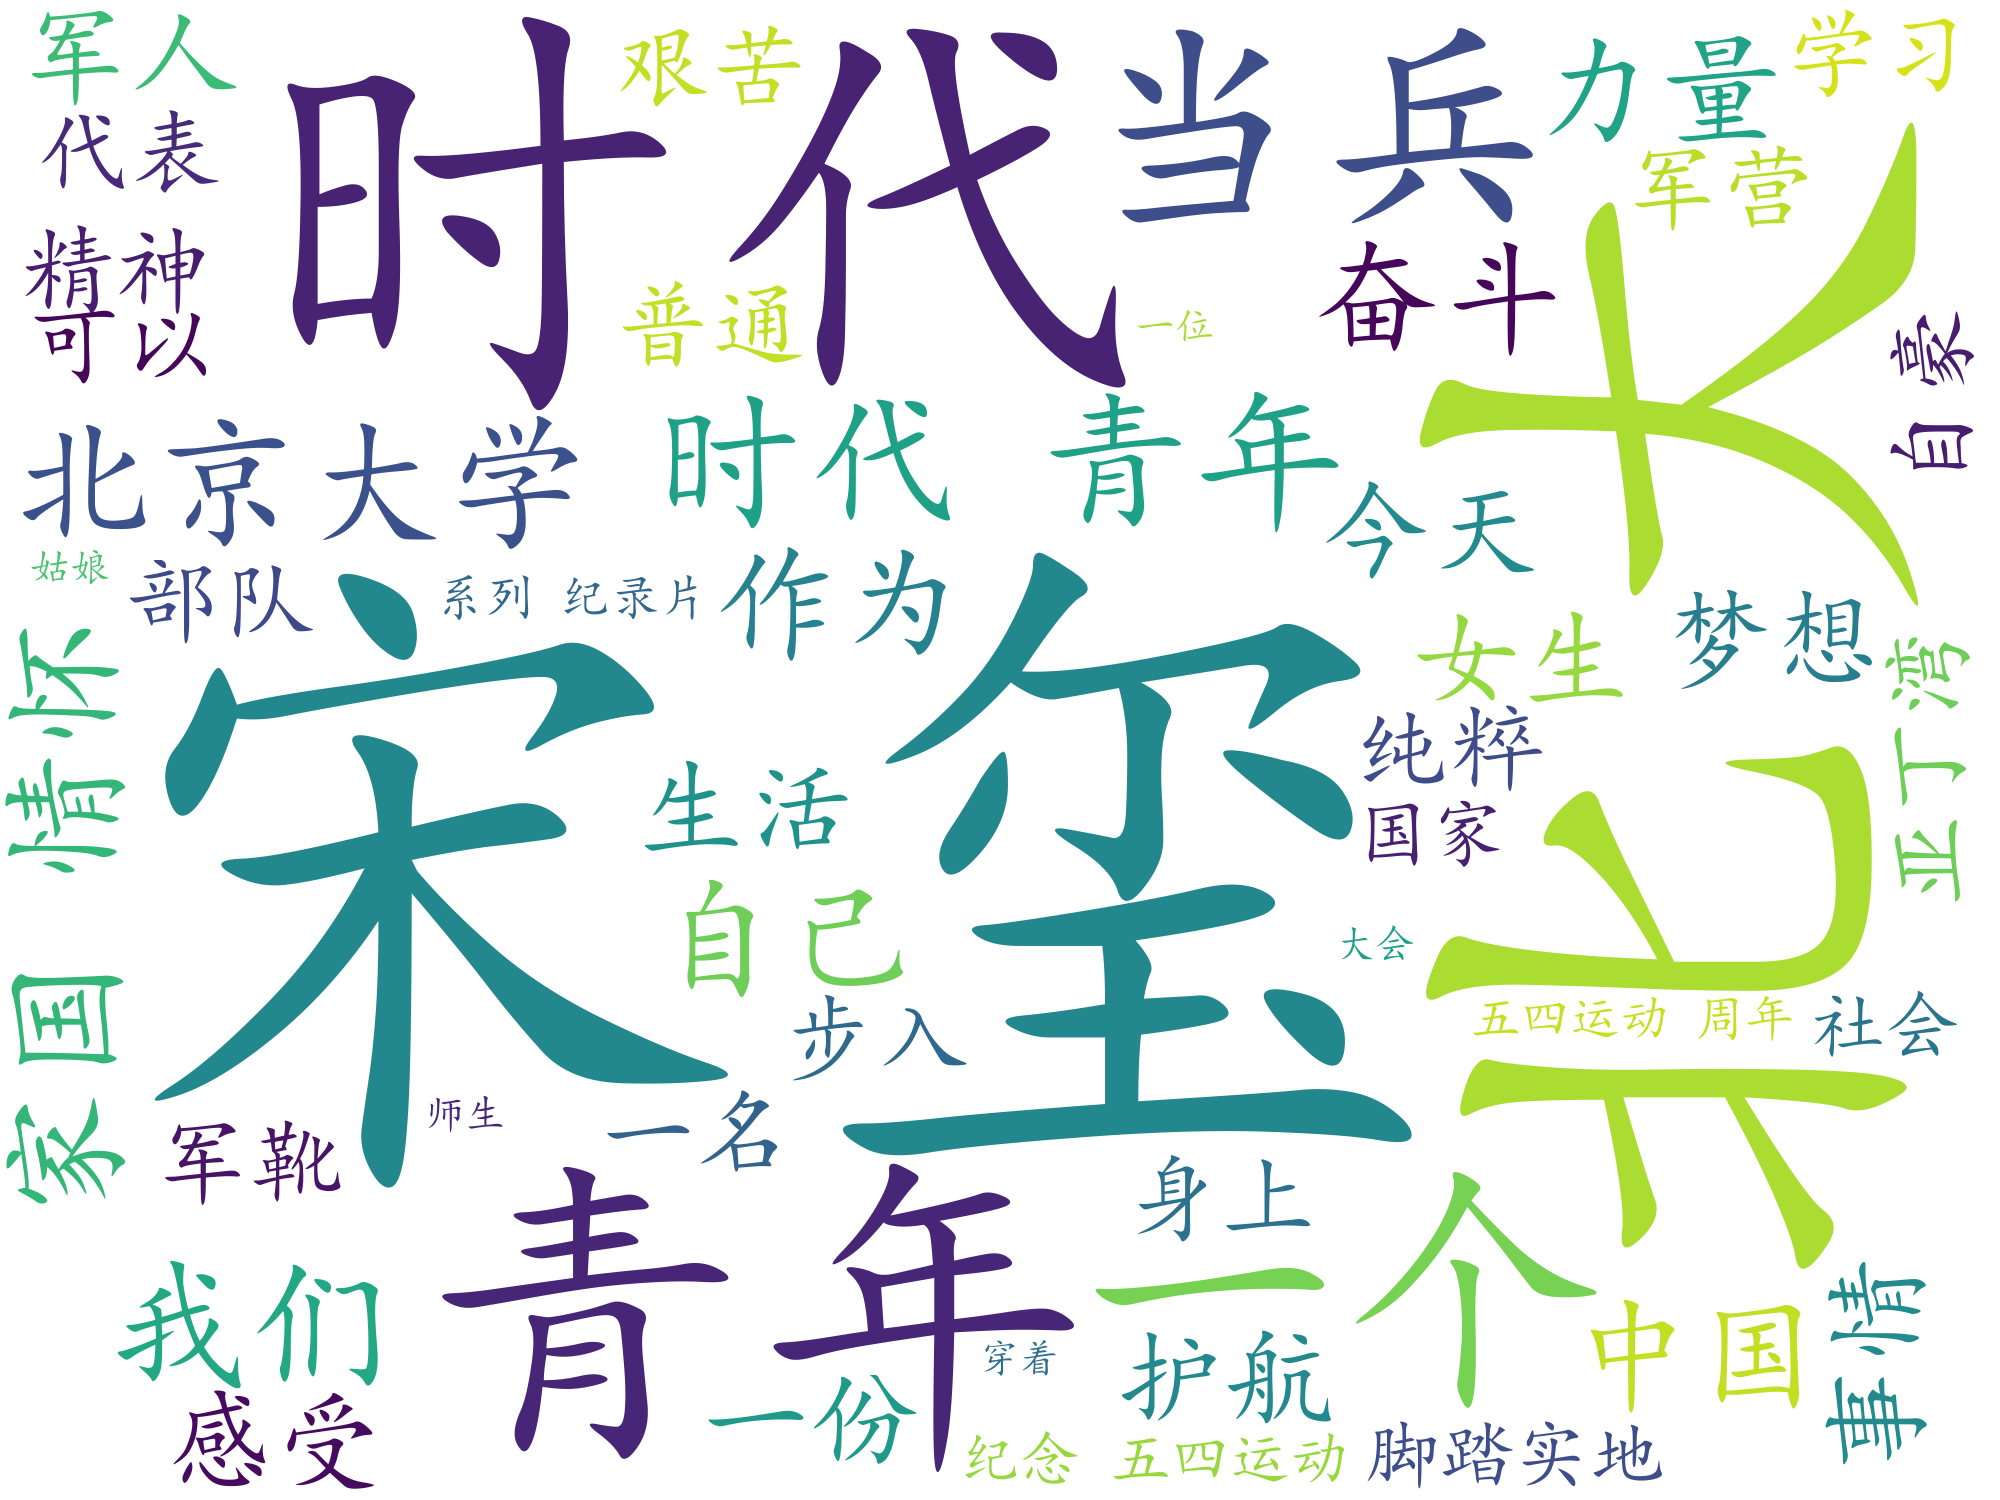 军人
艰苦
时代
当兵
力量
学习
代表
军营
精神
可以
普通
一位
奋斗
北大
自豪
北京大学
时代 青年
今天
姑娘
部队
系列 纪录片
作为
女生
梦想
亚丁湾
家国 情怀
宋玺
纯粹
生活
国家
自己
大会
步入
五四运动 周年
社会
师生
一名
军靴
身上
青年
一个
我们
穿着
护航
中国
事情
感受
一份
纪念 五四运动
脚踏实地